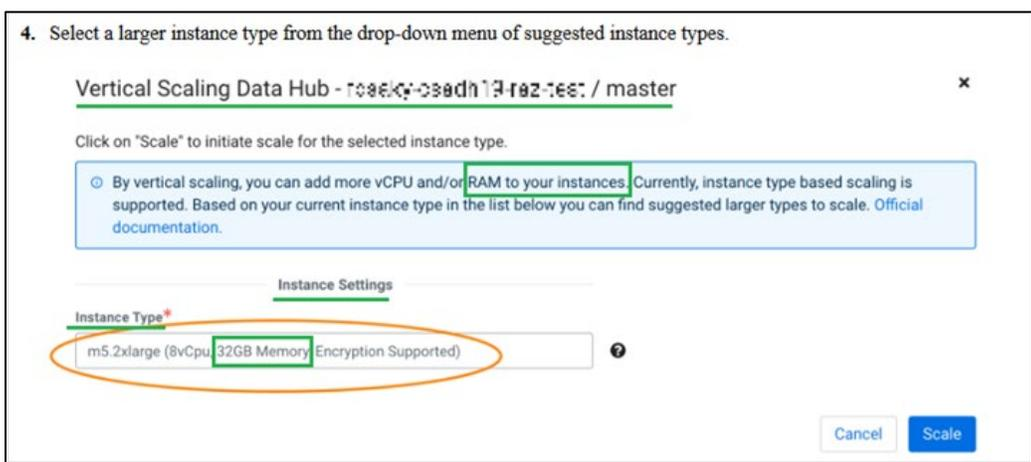 4. Select a larger instance type from the drop-down menu of suggested instance types.
Vertical Scaling Data Hub - / master
Click on "Scale" to initiate scale for the selected instance type.
By vertical scaling, you can add more vCPU and/or RAM to your instances. Currently, instance type based scaling is
supported. Based on your current instance type in the list below you can find suggested larger types to scale. Official
documentation.
Instance Settings
Instance Type*
m5.2xlarge (8vCpu, 32GB Memory Encryption Supported)
Cancel
Scale